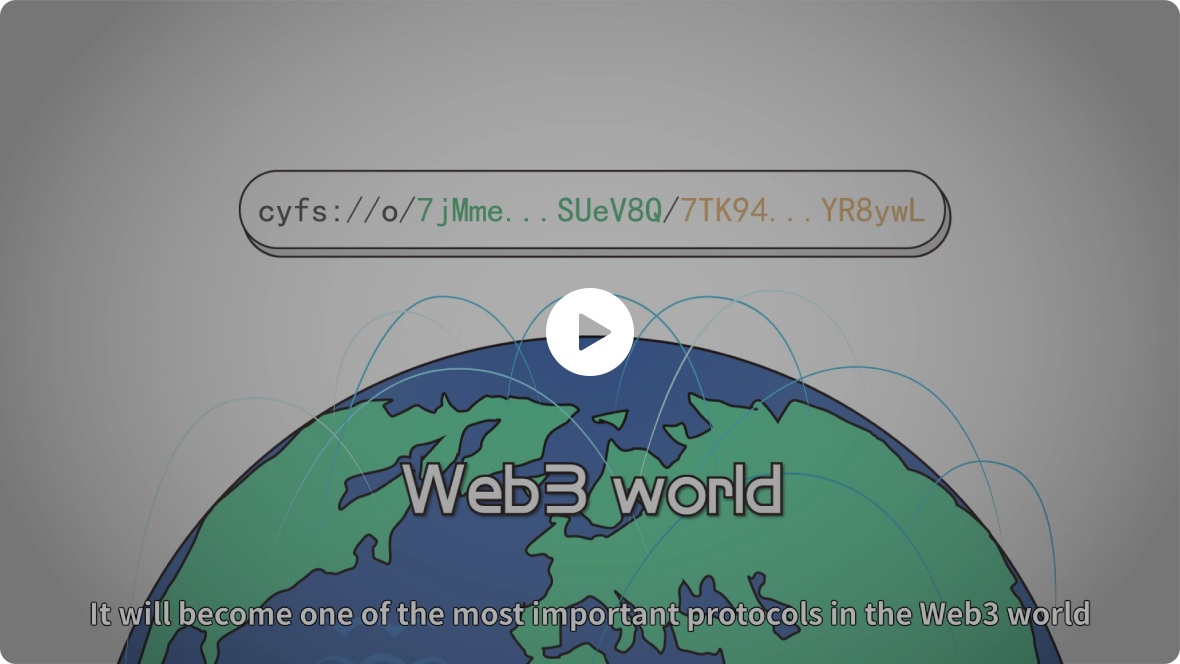 cyfs://o/7jMme...SUeV8Q/7TK94...YR8ywL
Web3 world
It will become one of the most important protocols in the Web3 world